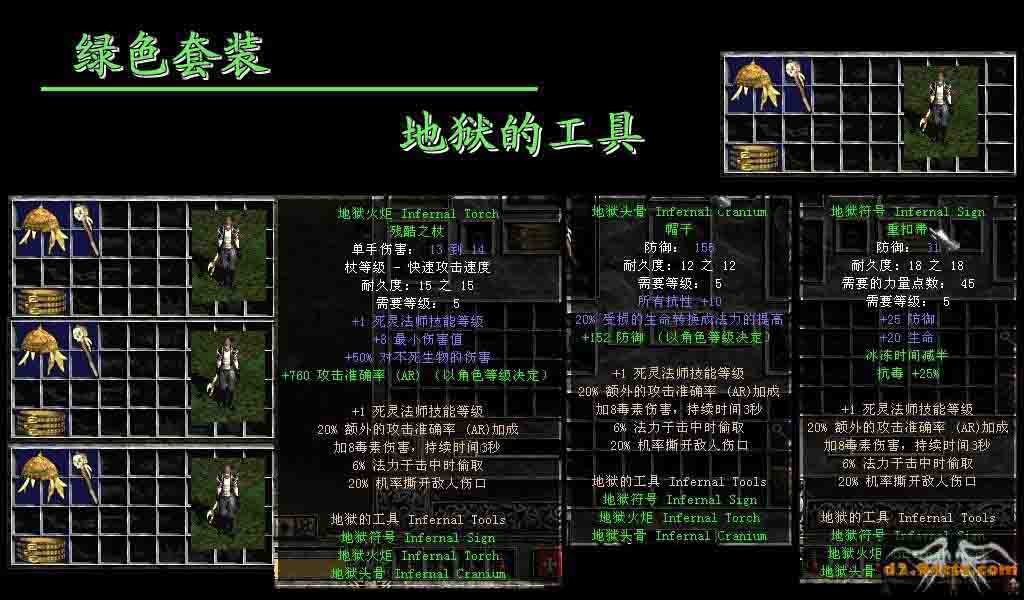 绿色套装
地狱的工具
地狱火炬 Infernal Torch
残酷之杖
单手伤害: 13 到 14
杖等级 - 快速攻击速度
耐久度: 15 之 15
需要等级: 5
+1 死灵法师技能等级
+8 最小伤害值
+50% 对不死生物的伤害
+760 攻击准确率 (AR) (以角色等级决定)
+1 死灵法师技能等级
20% 额外的攻击准确率 (AR)加成
加8毒素伤害, 持续时间3秒
6% 法力于击中时偷取
20% 机率撕开敌人伤口
地狱的工具 Infernal Tools
地狱符号 Infernal Sign
地狱火炬 Infernal Torch
地狱头骨 Infernal Cranium
地狱头骨 Infernal Cranium
帽子
防御: 155
耐久度: 12 之 12
需要等级: 5
所有抗性 +10
20% 受损的生命转换成法力的提高
+152 防御 (以角色等级决定)
+1 死灵法师技能等级
20% 额外的攻击准确率 (AR)加成
加8毒素伤害, 持续时间3秒
6% 法力于击中时偷取
20% 机率撕开敌人伤口
地狱的工具 Infernal Tools
地狱符号 Infernal Sign
地狱火炬 Infernal Torch
地狱头骨 Infernal Cranium
地狱符号 Infernal Sign
重扣带
防御: 31
耐久度: 18 之 18
需要的力量点数: 45
需要等级: 5
+25 防御
+20 生命
冰冻时间减半
抗毒 +25%
+1 死灵法师技能等级
20% 额外的攻击准确率 (AR)加成
加8毒素伤害, 持续时间3秒
6% 法力于击中时偷取
20% 机率撕开敌人伤口
地狱的工具 Infernal Tools
地狱符号 Infernal Sign
地狱火炬
地狱头骨